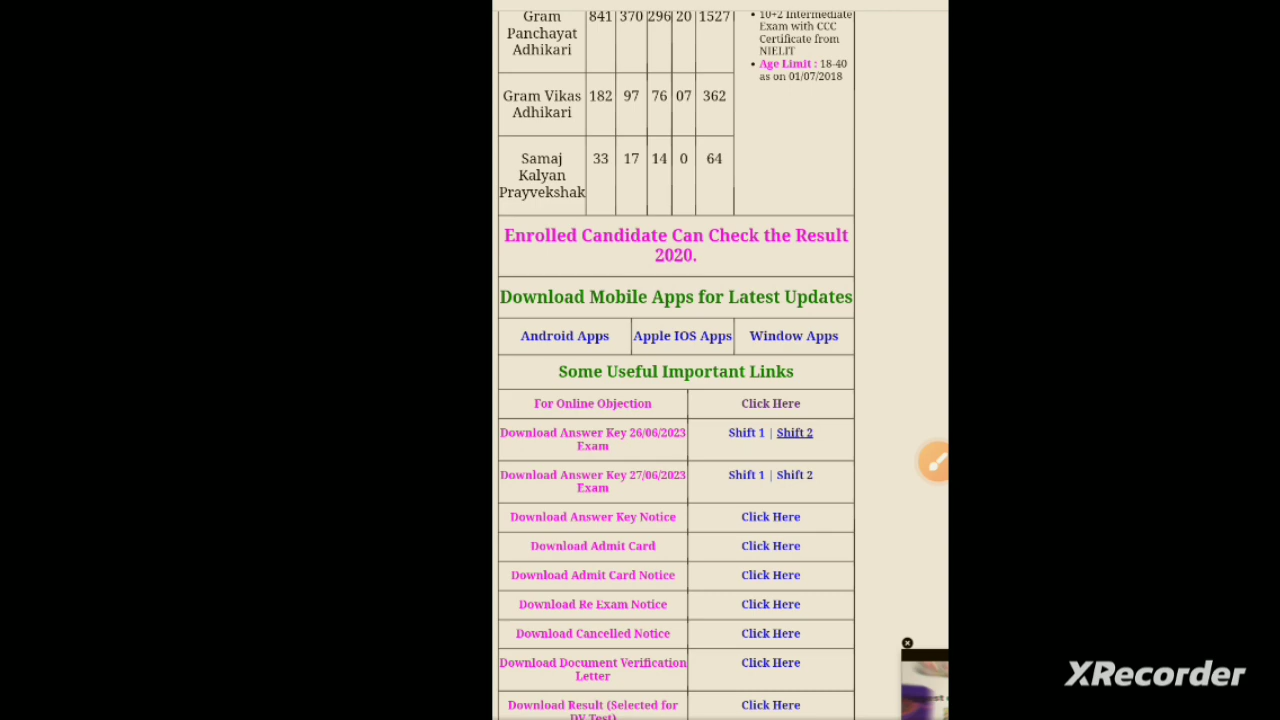 Gram Panchayat Adhikari 841 370 296 20 1527
• 10+2 Intermediate
Exam with CCC
Certificate from
NIELIT
• Age Limit : 18-40
as on 01/07/2018
Gram Vikas Adhikari 182 97 76 07 362
Samaj Kalyan Prayvekshak 33 17 14 0 64
Enrolled Candidate Can Check the Result
2020.
Download Mobile Apps for Latest Updates
Android Apps Apple IOS Apps Window Apps
Some Useful Important Links
For Online Objection Click Here
Download Answer Key 26/06/2023 Shift 1 | Shift 2
Exam
Download Answer Key 27/06/2023 Shift 1 | Shift 2
Exam
Download Answer Key Notice Click Here
Download Admit Card Click Here
Download Admit Card Notice Click Here
Download Re Exam Notice Click Here
Download Cancelled Notice Click Here
Download Document Verification Click Here
Letter
Download Result (Selected for Click Here
DV Test)
XRecorder